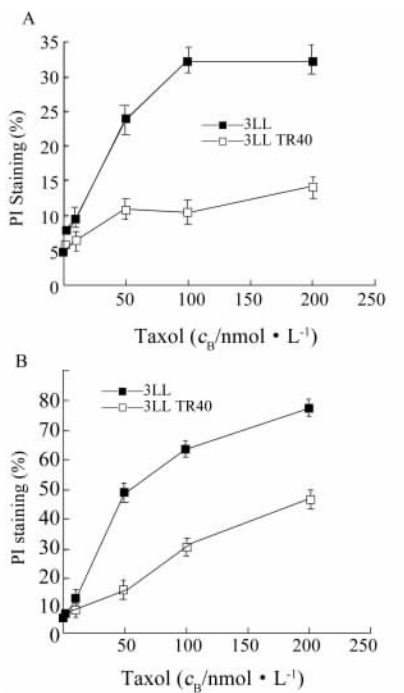 A
35
30
25
20
15
10
5
0
PI Staining (%)
3LL
3LL TR40
50 100 150 200 250
Taxol (cB/nmol • L-1)
B
80
70
60
50
40
30
20
10
0
PI staining (%)
3LL
3LL TR40
50 100 150 200 250
Taxol (cB/nmol • L-1)